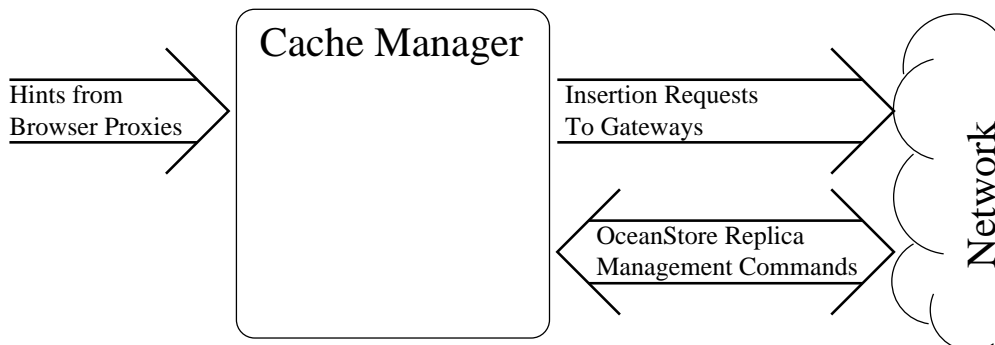 Cache Manager
Hints from
Browser Proxies
Insertion Requests
To Gateways
OceanStore Replica
Management Commands
Network